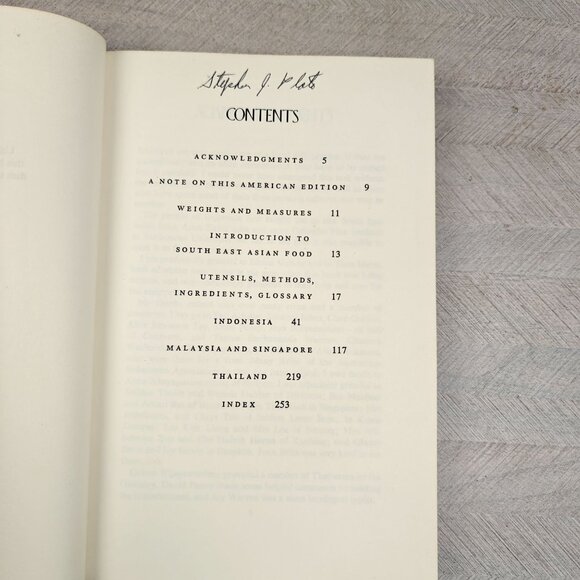 Stephen J. Plato
CONTENTS
ACKNOWLEDGMENTS 5
A NOTE ON THIS AMERICAN EDITION 9
WEIGHTS AND MEASURES 11
INTRODUCTION TO
SOUTH EAST ASIAN FOOD 13
UTENSILS, METHODS,
INGREDIENTS, GLOSSARY 17
INDONESIA 41
MALAYSIA AND SINGAPORE 117
THAILAND 219
INDEX 253